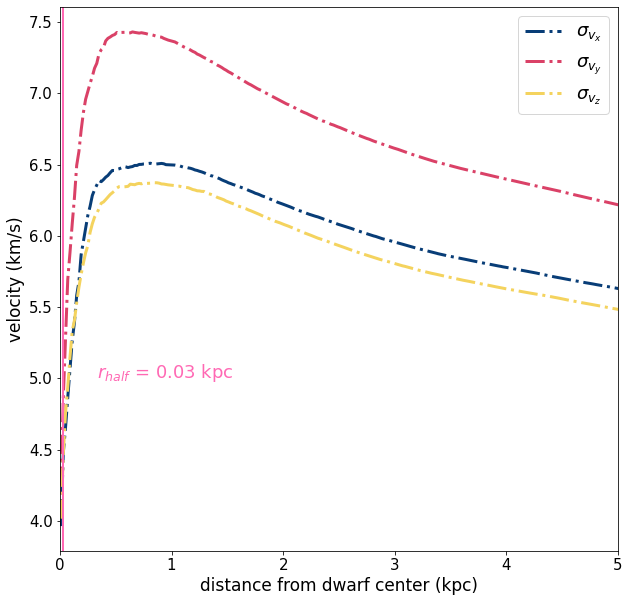 7.5
7.0
6.5
6.0
5.5
5.0
4.5
4.0
velocity (km/s)
σ_{v_x}
σ_{v_y}
σ_{v_z}
r_{half} = 0.03 kpc
0 1 2 3 4 5
distance from dwarf center (kpc)